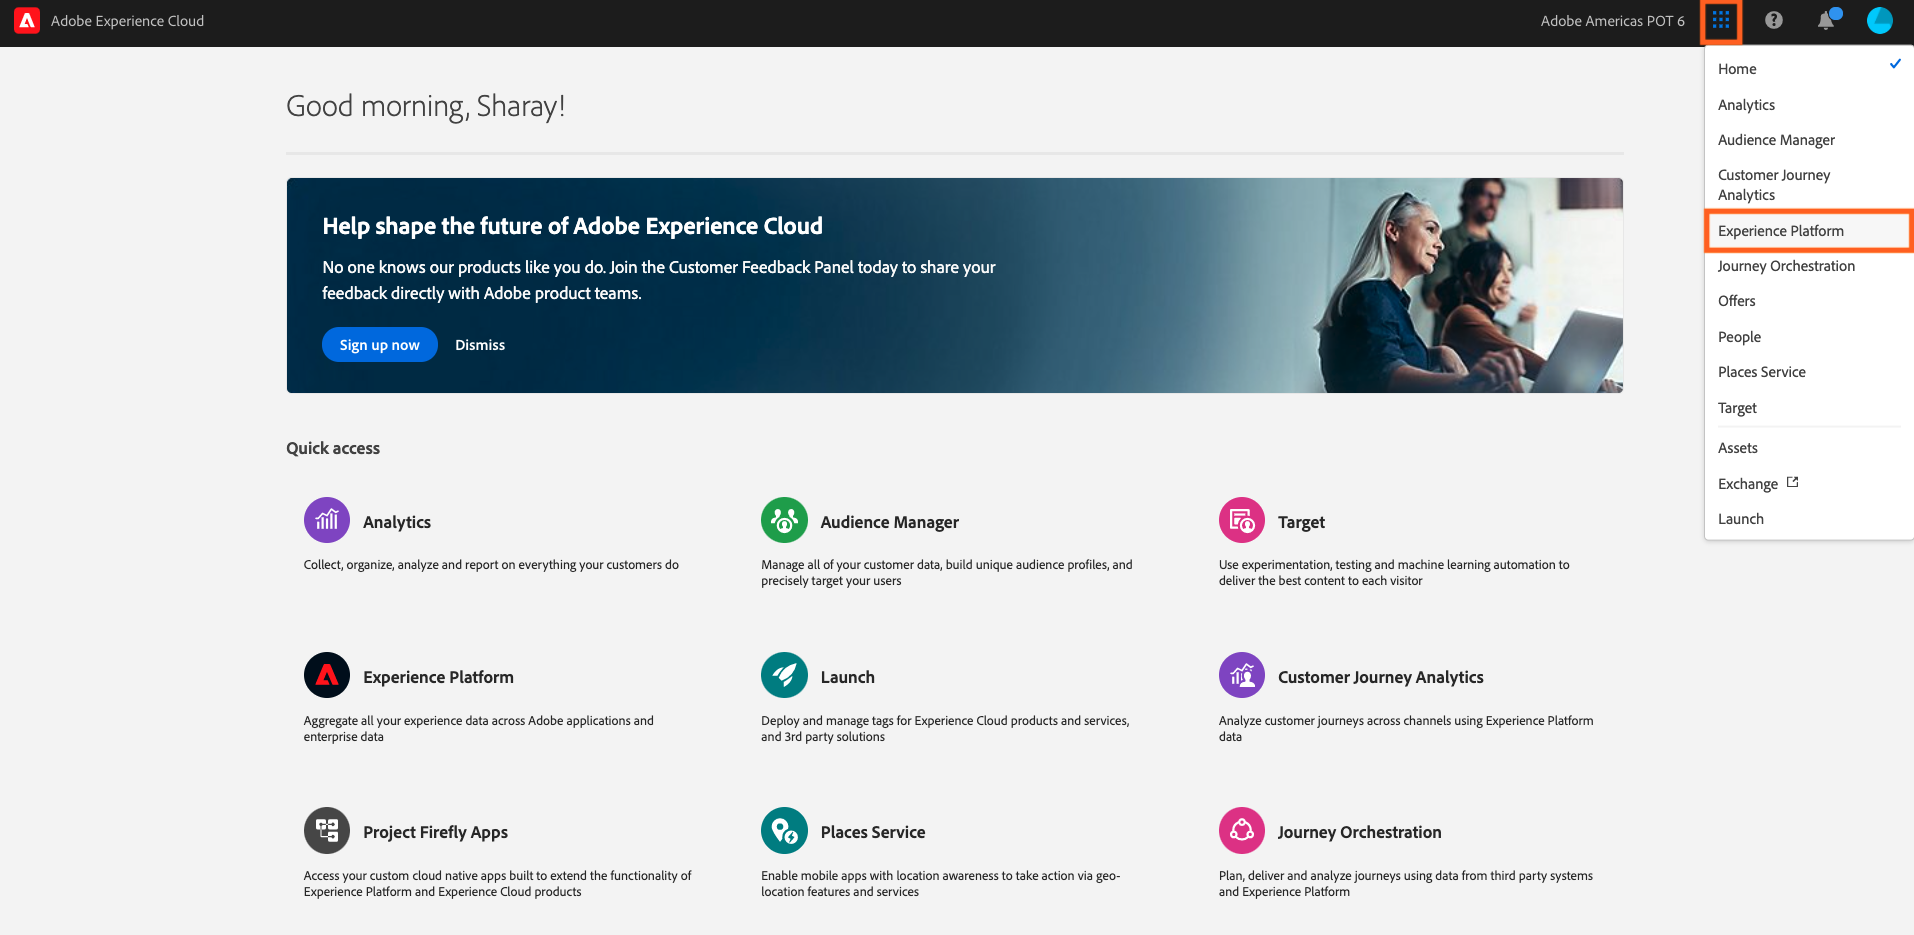 Adobe Experience Cloud
Adobe Americas POT 6
Home
Analytics
Audience Manager
Customer Journey
Analytics
Experience Platform
Journey Orchestration
Offers
People
Places Service
Target
Assets
Exchange
Launch
Good morning, Sharay!
Help shape the future of Adobe Experience Cloud
No one knows our products like you do. Join the Customer Feedback Panel today to share your
feedback directly with Adobe product teams.
Sign up now
Dismiss
Quick access
Analytics
Collect, organize, analyze and report on everything your customers do
Audience Manager
Manage all of your customer data, build unique audience profiles, and
precisely target your users
Target
Use experimentation, testing and machine learning automation to
deliver the best content to each visitor
Experience Platform
Aggregate all your experience data across Adobe applications and
enterprise data
Launch
Deploy and manage tags for Experience Cloud products and services,
and 3rd party solutions
Customer Journey Analytics
Analyze customer journeys across channels using Experience Platform
data
Project Firefly Apps
Access your custom cloud native apps built to extend the functionality of
Experience Platform and Experience Cloud products
Places Service
Enable mobile apps with location awareness to take action via geo-
location features and services
Journey Orchestration
Plan, deliver and analyze journeys using data from third party systems
and Experience Platform